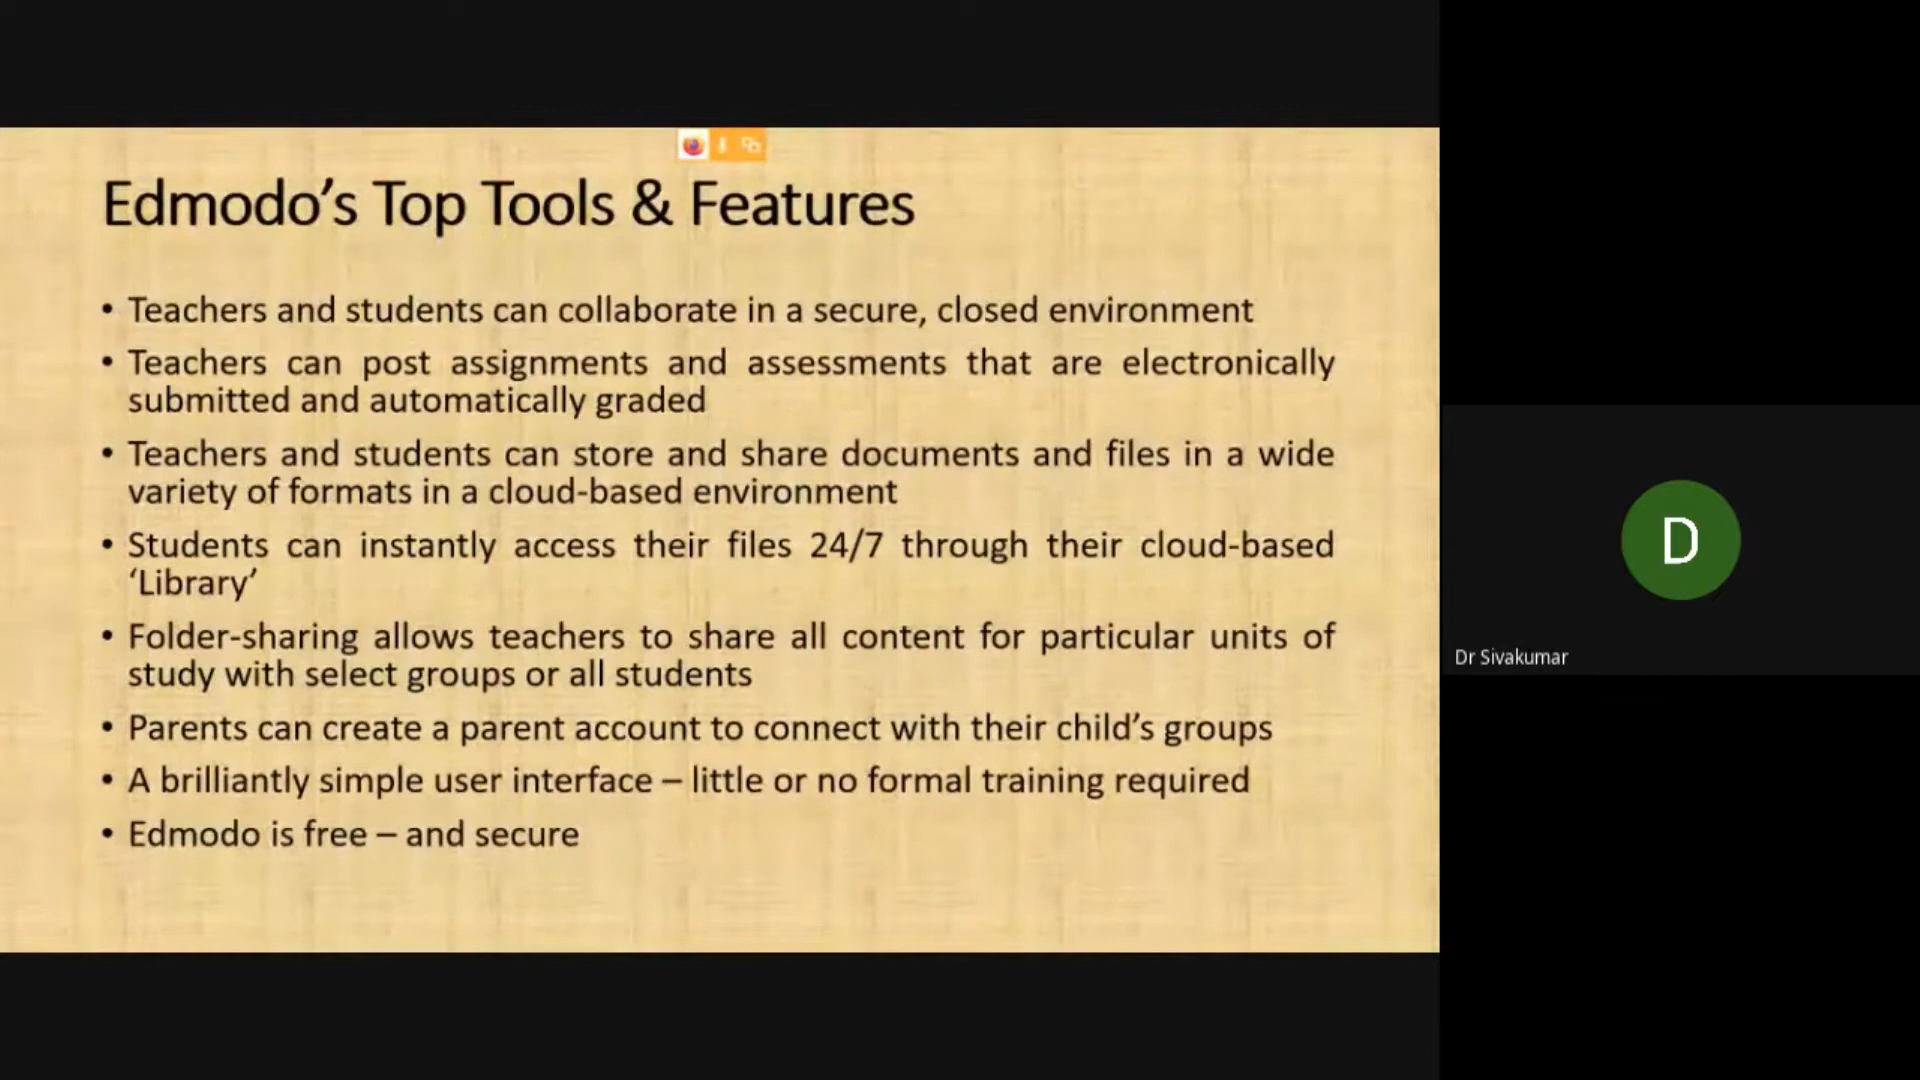 Edmodo’s Top Tools & Features
• Teachers and students can collaborate in a secure, closed environment
• Teachers can post assignments and assessments that are electronically
submitted and automatically graded
• Teachers and students can store and share documents and files in a wide
variety of formats in a cloud-based environment
• Students can instantly access their files 24/7 through their cloud-based
‘Library’
• Folder-sharing allows teachers to share all content for particular units of
study with select groups or all students
• Parents can create a parent account to connect with their child’s groups
• A brilliantly simple user interface – little or no formal training required
• Edmodo is free – and secure
D
Dr Sivakumar